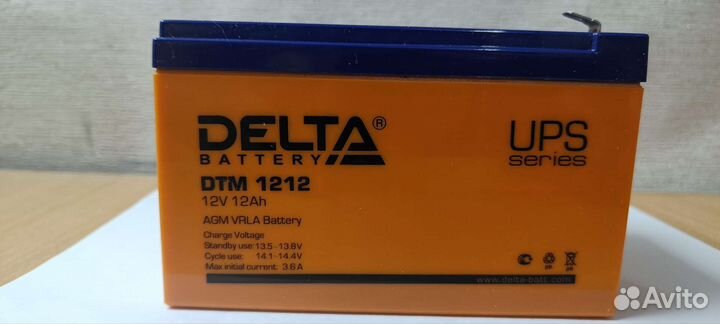 DELTA®
BATTERY
UPS
series
DTM 1212
12V 12Ah
AGM VRLA Battery
Charge Voltage
Standby use: 13.5-13.8V
Cycle use: 14.1-14.4V
Max initial current: 3.6A
www.delta-batt.com
Avito